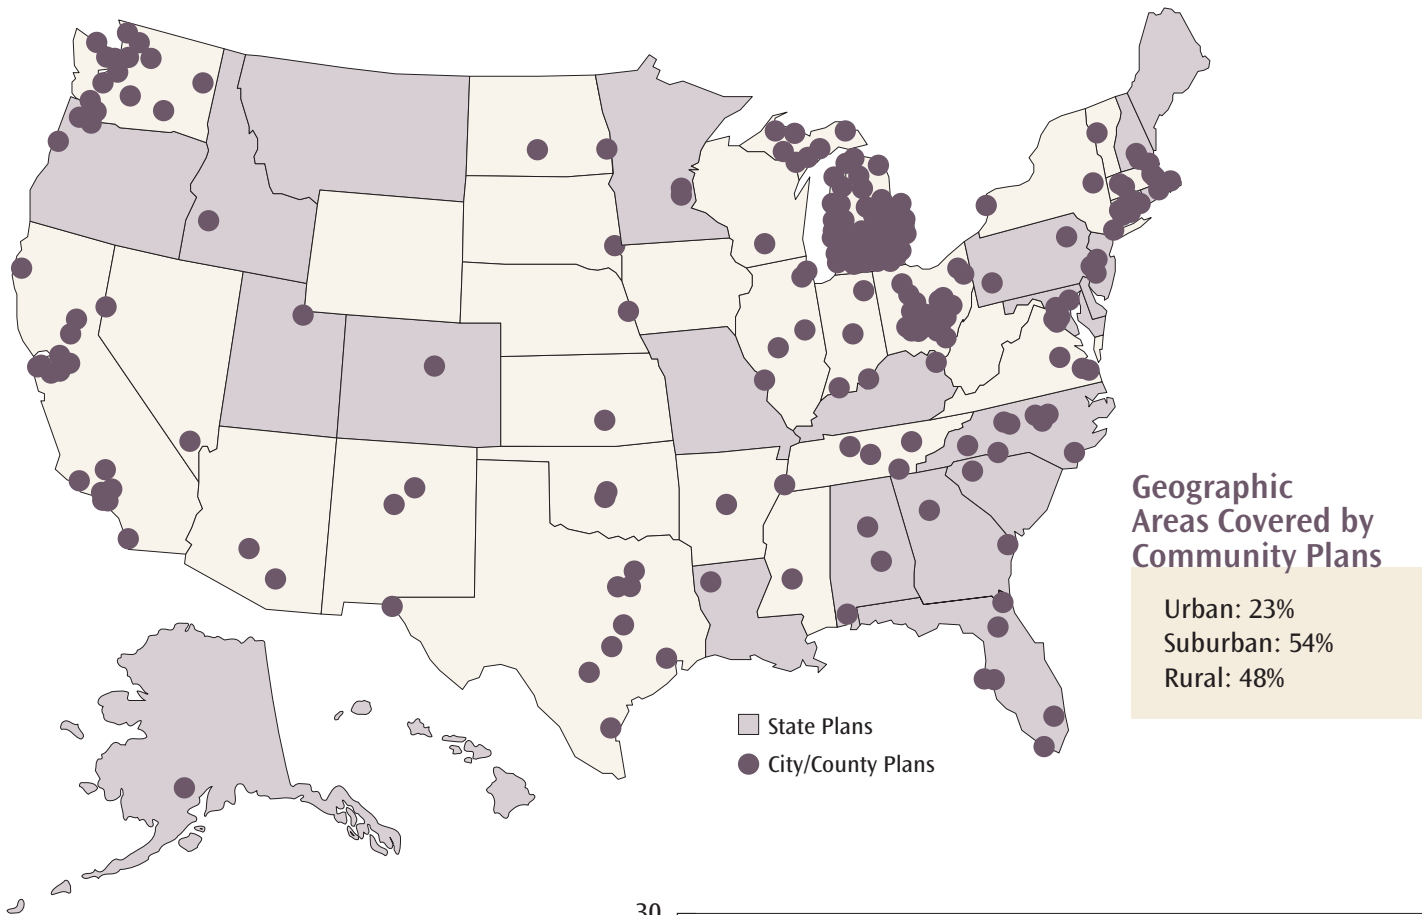 Geographic
Areas Covered by
Community Plans
Urban: 23%
Suburban: 54%
Rural: 48%
State Plans
City/County Plans
30